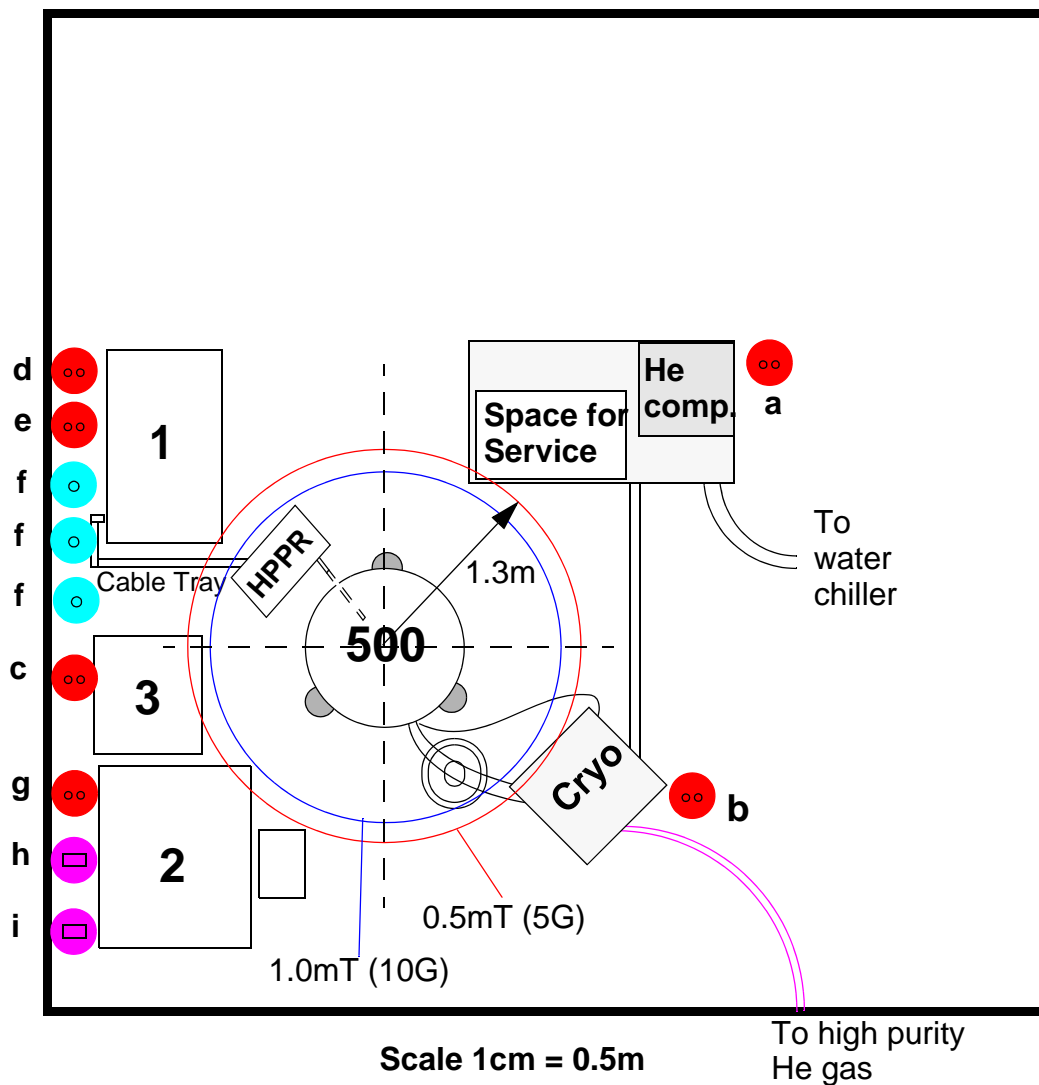 d
He
comp.
a
e
1
Space for
Service
f
f
To
water
chiller
HPPR
1.3m
Cable Tray
f
500
c
3
Cryo
g
b
h
2
i
0.5mT (5G)
1.0mT (10G)
To high purity
He gas
Scale 1cm = 0.5m